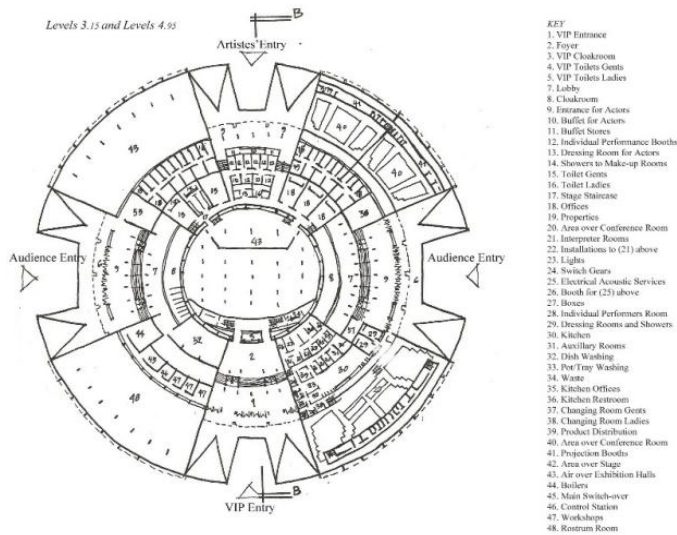 Levels 3.15 and Levels 4.95
B
Artistes' Entry
Audience Entry
Audience Entry
VIP Entry
B
KEY
1. VIP Entrance
2. Foyer
3. VIP Cloakroom
4. VIP Toilets Gents
5. VIP Toilets Ladies
7. Lobby
8. Cloakroom
9. Entrance for Actors
10. Buffet for Actors
11. Buffet Stores
12. Individual Performance Booths
13. Dressing Room for Actors
14. Showers to Make-up Rooms
15. Toilet Gents
16. Toilet Ladies
17. Stage Staircase
18. Offices
19. Properties
20. Area over Conference Room
21. Interpreter Rooms
22. Installations to (21) above
23. Lights
24. Switch Gears
25. Electrical Acoustic Services
26. Booth for (25) above
27. Boxes
28. Individual Performers Room
29. Dressing Rooms and Showers
30. Kitchen
31. Auxillary Rooms
32. Dish Washing
33. Pot/Tray Washing
34. Waste
35. Kitchen Offices
36. Kitchen Restroom
37. Changing Room Gents
38. Changing Room Ladies
39. Product Distribution
40. Area over Conference Room
41. Projection Booths
42. Area over Stage
43. Air over Exhibition Halls
44. Boilers
45. Main Switch-over
46. Control Station
47. Workshops
48. Rostrum Room